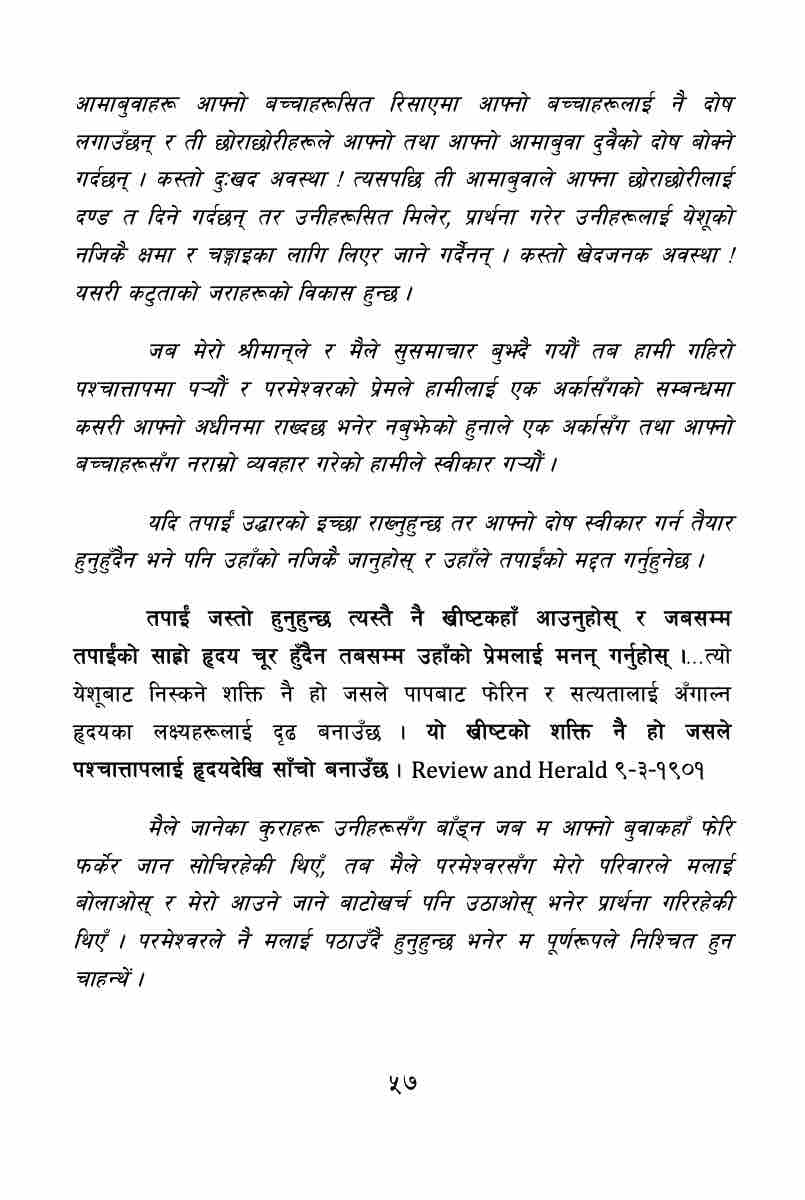 आमाबुवाहरू आफ्नो बच्चाहरूसित रिसाएमा आफ्नो बच्चाहरूलाई नै दोष
लगाउँछन् र ती छोराछोरीहरूले आफ्नो तथा आफ्नो आमाबुवा दुवैको दोष बोक्ने
गर्दछन् । कस्तो दुःखद अवस्था ! त्यसपछि ती आमाबुवाले आफ्ना छोराछोरीलाई
दण्ड त दिने गर्दछन् तर उनीहरूसित मिलेर, प्रार्थना गरेर उनीहरूलाई येशूको
नजिकै क्षमा र चङ्गाइका लागि लिएर जाने गर्दैनन् । कस्तो खेदजनक अवस्था !
यसरी कटुताको जराहरूको विकास हुन्छ ।
जब मेरो श्रीमान्‌ले र मैले सुसमाचार बुझ्दै गयौं तब हामी गहिरो
पश्चात्तापमा पर्‍यौं र परमेश्वरको प्रेमले हामीलाई एक अर्कासँगको सम्बन्धमा
कसरी आफ्नो अधीनमा राख्दछ भनेर नबुझेको हुनाले एक अर्कासँग तथा आफ्नो
बच्चाहरूसँग नराम्रो व्यवहार गरेको हामीले स्वीकार गर्‍यौं ।
यदि तपाईं उद्धारको इच्छा राख्नुहुन्छ तर आफ्नो दोष स्वीकार गर्न तैयार
हुनुहुँदैन भने पनि उहाँको नजिकै जानुहोस् र उहाँले तपाईंको मद्दत गर्नुहुनेछ ।
तपाईं जस्तो हुनुहुन्छ त्यस्तै नै ख्रीष्टकहाँ आउनुहोस् र जबसम्म
तपाईंको साह्रो हृदय चूर हुँदैन तबसम्म उहाँको प्रेमलाई मनन् गर्नुहोस् ।...त्यो
येशूबाट निस्कने शक्ति नै हो जसले पापबाट फेरिन र सत्यतालाई अँगाल्न
हृदयका लक्ष्यहरूलाई दृढ बनाउँछ । यो ख्रीष्टको शक्ति नै हो जसले
पश्चात्तापलाई हृदयदेखि साँचो बनाउँछ । Review and Herald ९-३-१९०१
मैले जानेका कुराहरू उनीहरूसँग बाँड्न जब म आफ्नो बुवाकहाँ फेरि
फर्केर जान सोचिरहेकी थिएँ, तब मैले परमेश्वरसँग मेरो परिवारले मलाई
बोलाओस् र मेरो आउने जाने बाटोखर्च पनि उठाओस् भनेर प्रार्थना गरिरहेकी
थिएँ । परमेश्वरले नै मलाई पठाउँदै हुनुहुन्छ भनेर म पूर्णरूपले निश्चित हुन
चाहन्थें ।
५७